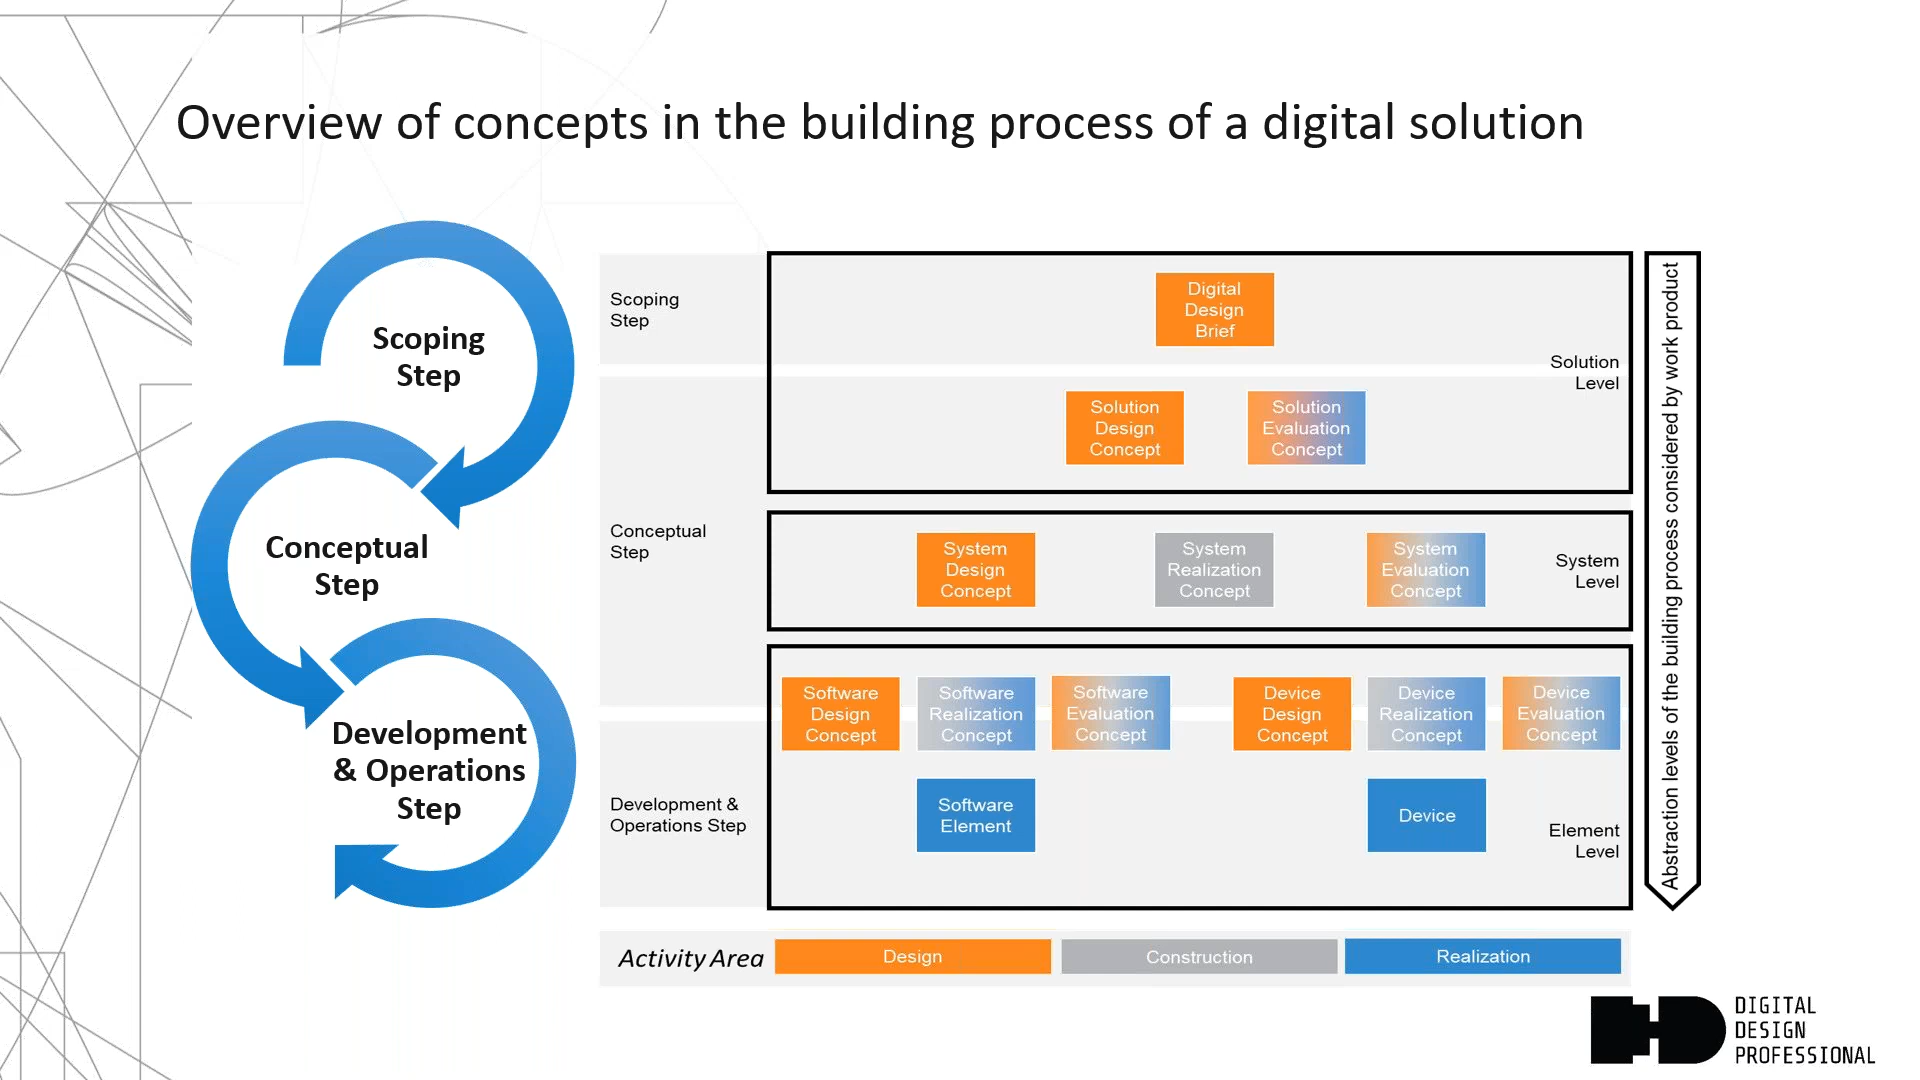 Overview of concepts in the building process of a digital solution
Scoping
Step
Conceptual
Step
Development
& Operations
Step
Scoping
Step
Digital
Design
Brief
Solution
Level
Solution
Design
Concept
Solution
Evaluation
Concept
Conceptual
Step
System
Design
Concept
System
Realization
Concept
System
Evaluation
Concept
System
Level
Software
Design
Concept
Software
Realization
Concept
Software
Evaluation
Concept
Device
Design
Concept
Device
Realization
Concept
Device
Evaluation
Concept
Development &
Operations Step
Software
Element
Device
Element
Level
Abstraction levels of the building process considered by work product
Activity Area
Design
Construction
Realization
DIGITAL
DESIGN
PROFESSIONAL